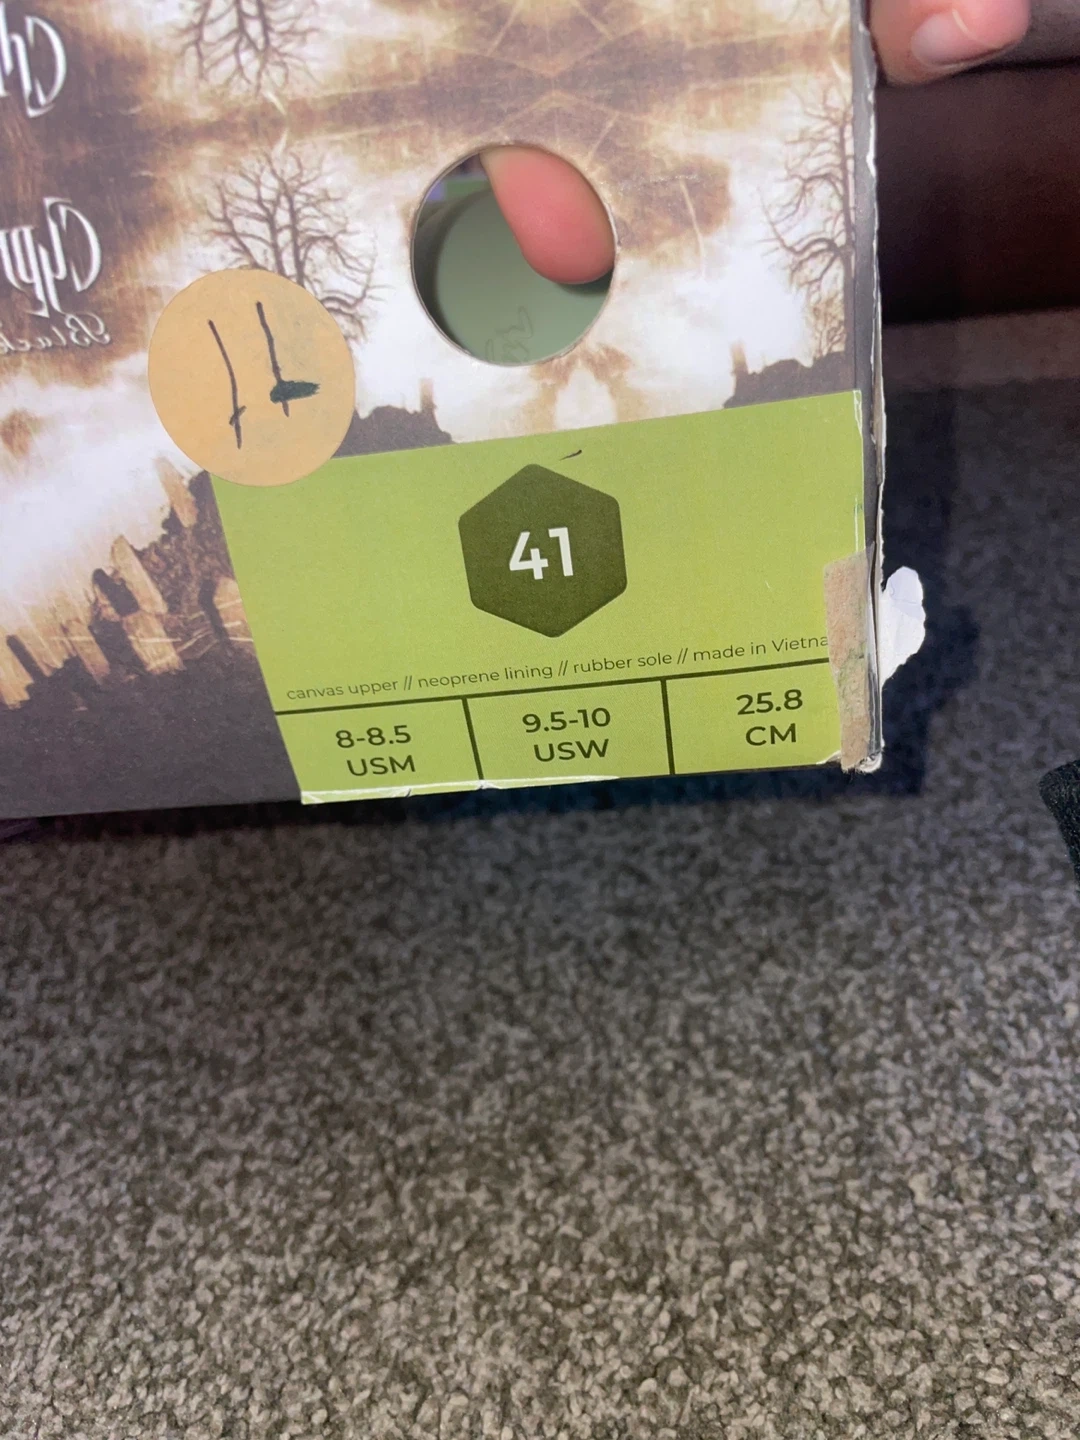 41
canvas upper // neoprene lining // rubber sole // made in Vietna
8-8.5
USM
9.5-10
USW
25.8
CM